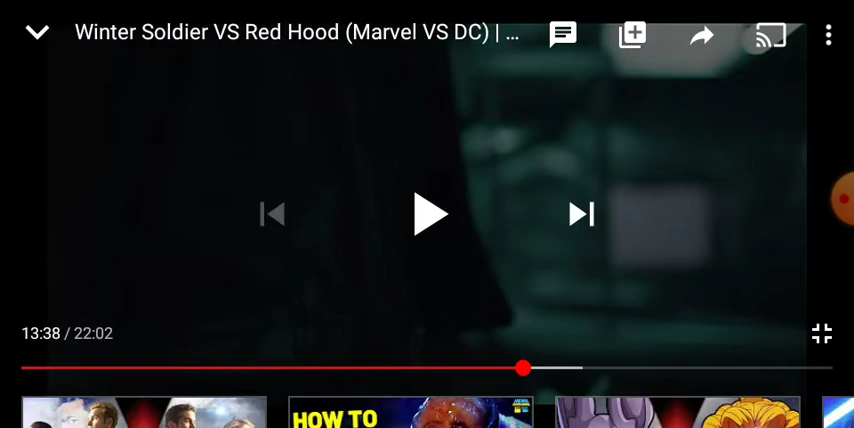 Winter Soldier VS Red Hood (Marvel VS DC) | ...
13:38 / 22:02
HOW TO